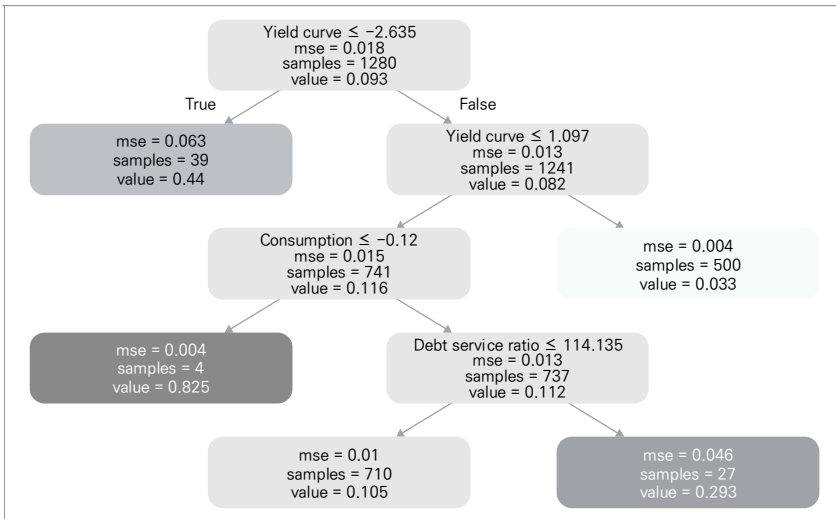 Yield curve ≤ −2.635
mse = 0.018
samples = 1280
value = 0.093
True
False
mse = 0.063
samples = 39
value = 0.44
Yield curve ≤ 1.097
mse = 0.013
samples = 1241
value = 0.082
Consumption ≤ −0.12
mse = 0.015
samples = 741
value = 0.116
mse = 0.004
samples = 500
value = 0.033
mse = 0.004
samples = 4
value = 0.825
Debt service ratio ≤ 114.135
mse = 0.013
samples = 737
value = 0.112
mse = 0.01
samples = 710
value = 0.105
mse = 0.046
samples = 27
value = 0.293